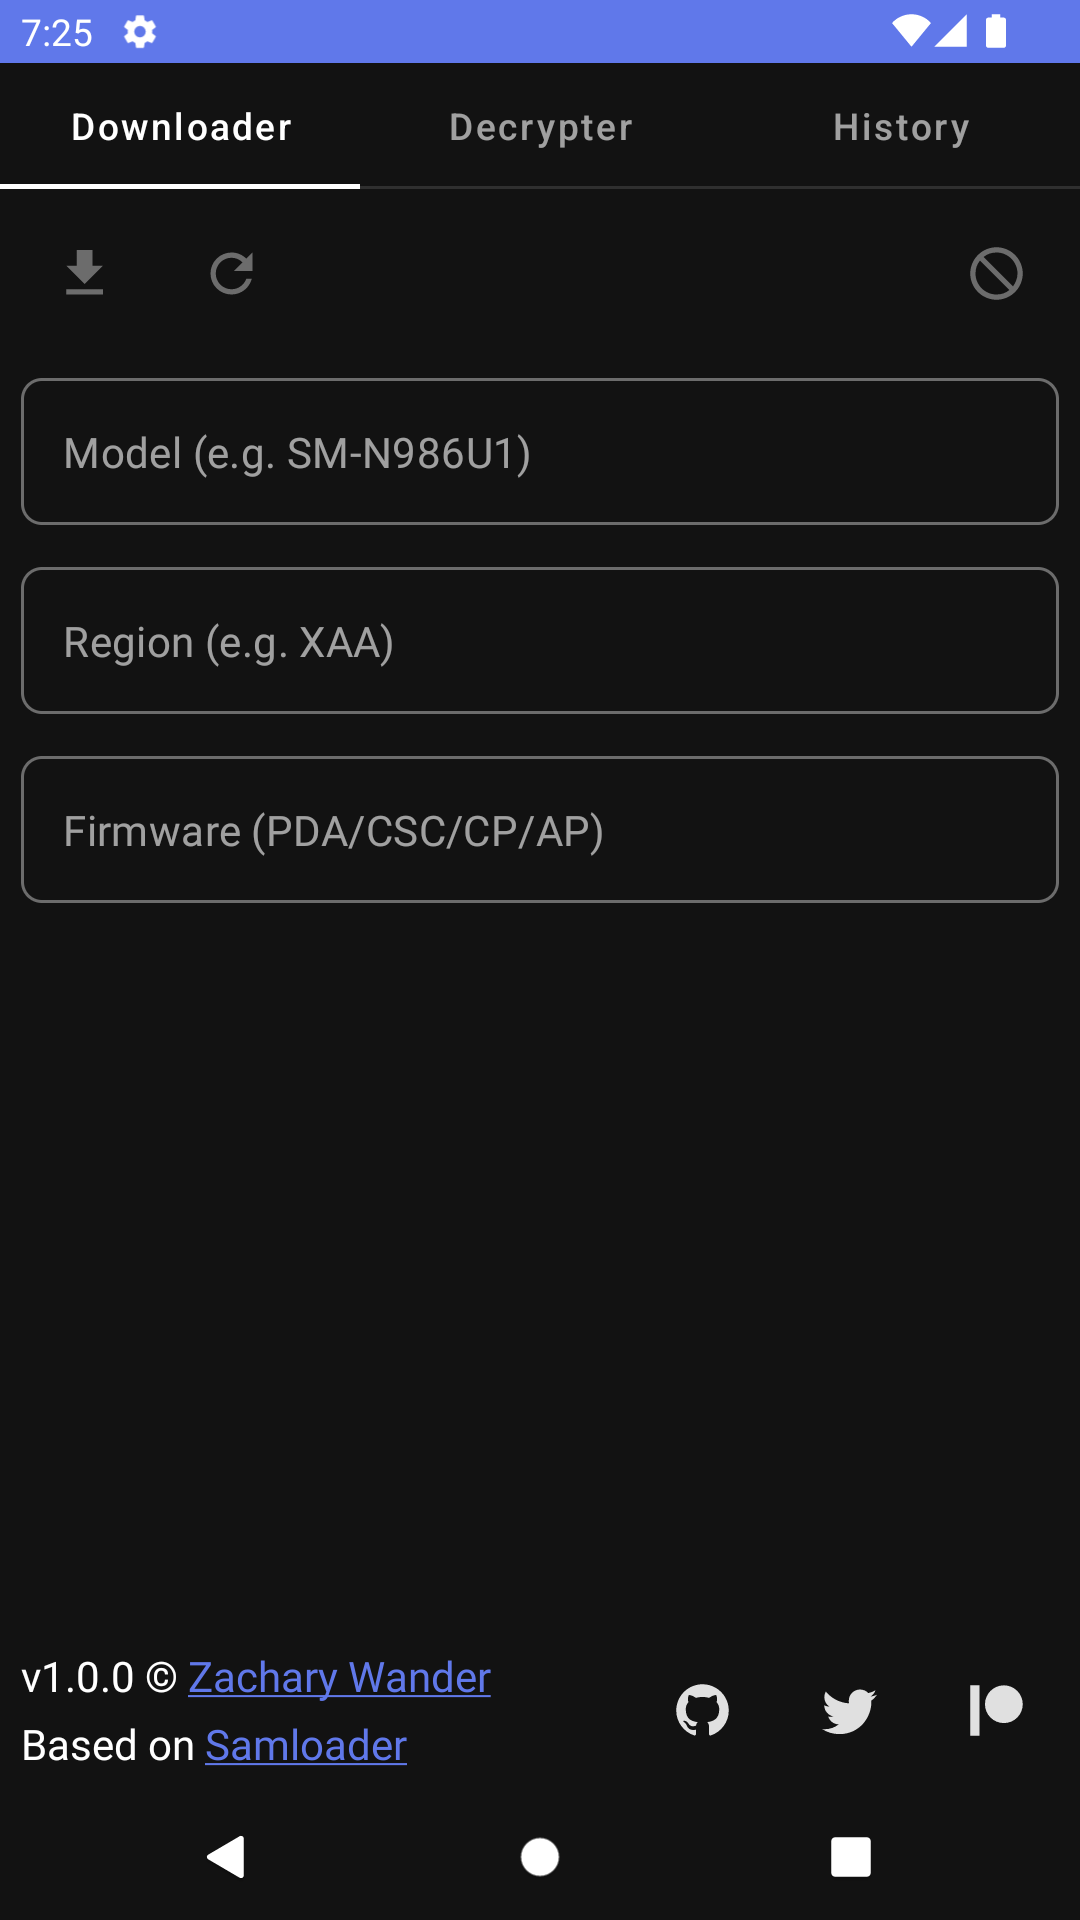 7:25
Downloader Decrypter History
Model (e.g. SM-N986U1)
Region (e.g. XAA)
Firmware (PDA/CSC/CP/AP)
v1.0.0 © Zachary Wander
Based on Samloader